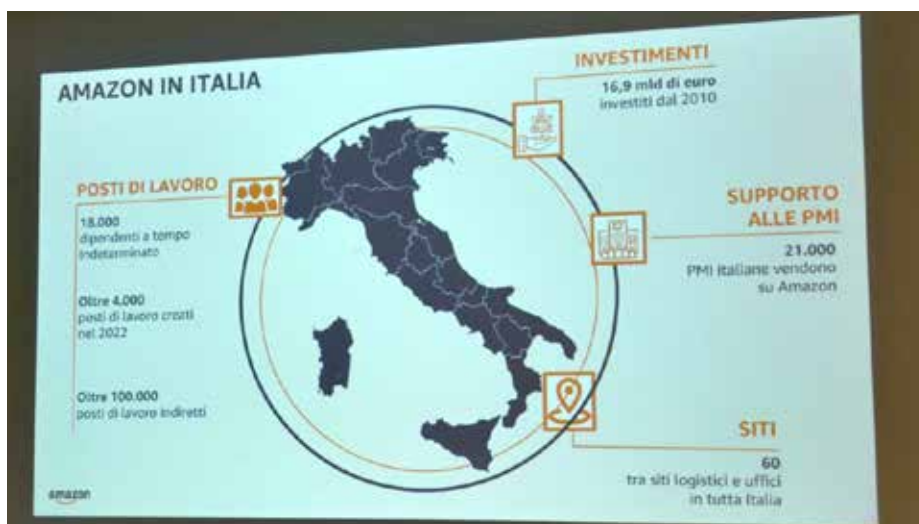 AMAZON IN ITALIA
POSTI DI LAVORO
18.000
dipendenti a tempo
indeterminato
Oltre 4.000
posti di lavoro creati
nel 2022
Oltre 100.000
posti di lavoro indiretti
INVESTIMENTI
16,9 mld di euro
investiti dal 2010
SUPPORTO
ALLE PMI
21.000
PMI italiane vendono
su Amazon
SITI
60
tra siti logistici e uffici
in tutta Italia
amazon